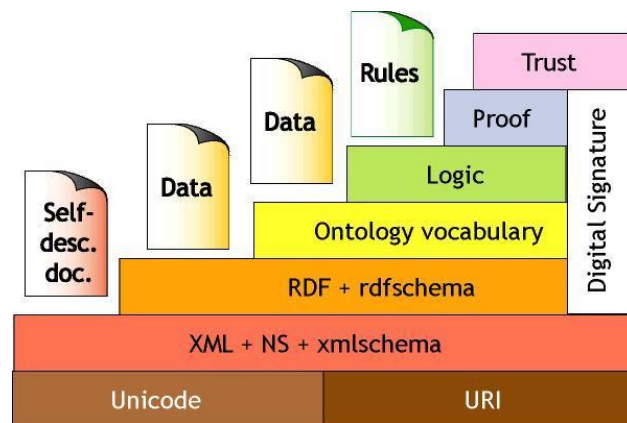 Trust
Rules
Proof
Data
Logic
Digital Signature
Data
Self-
desc.
doc.
Ontology vocabulary
RDF + rdfschema
XML + NS + xmlschema
Unicode
URI